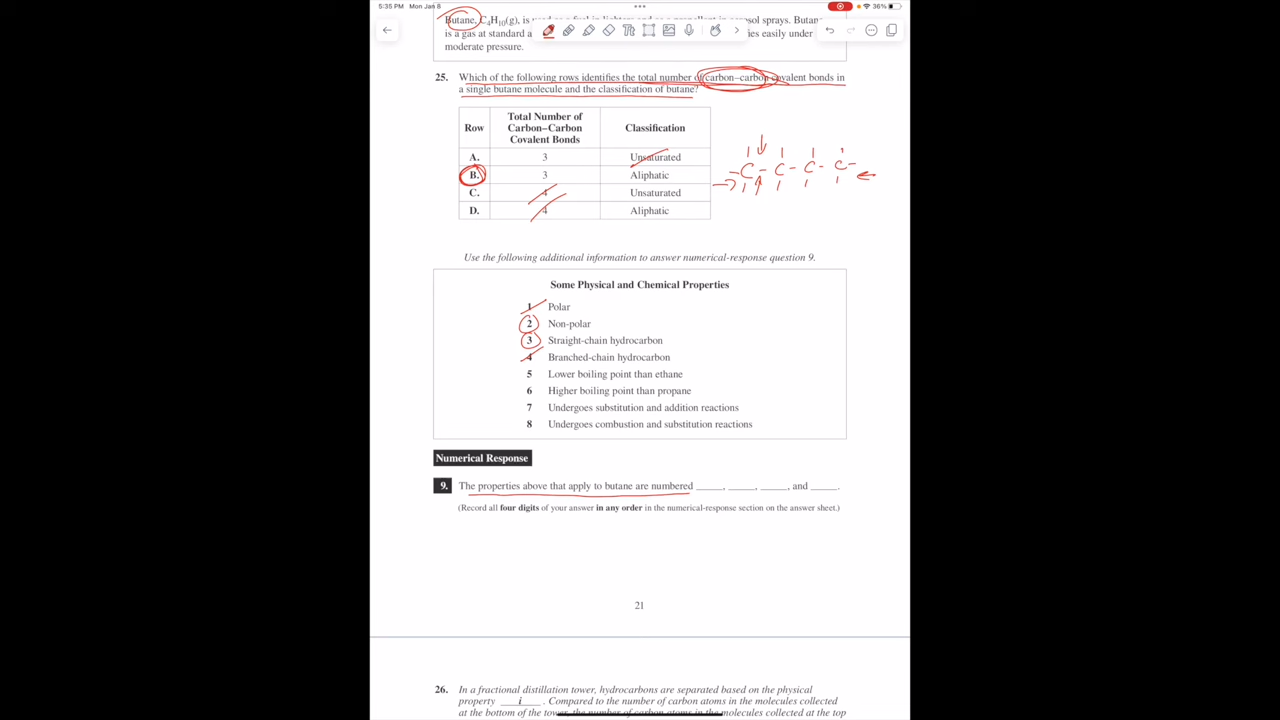 5:35 PM Mon Jan 8
36%
Butane, C4H10(g), is
sol sprays. Butane
is a gas at standard
ies easily under
moderate pressure.
25. Which of the following rows identifies the total number of carbon–carbon covalent bonds in
a single butane molecule and the classification of butane?
Row Total Number of Carbon–Carbon Covalent Bonds Classification
A. 3 Unsaturated
B. 3 Aliphatic
C. 4 Unsaturated
D. 4 Aliphatic
C - C - C - C -
Use the following additional information to answer numerical-response question 9.
Some Physical and Chemical Properties
1 Polar
2 Non-polar
3 Straight-chain hydrocarbon
4 Branched-chain hydrocarbon
5 Lower boiling point than ethane
6 Higher boiling point than propane
7 Undergoes substitution and addition reactions
8 Undergoes combustion and substitution reactions
Numerical Response
9. The properties above that apply to butane are numbered _____, _____, _____, and _____.
(Record all four digits of your answer in any order in the numerical-response section on the answer sheet.)
21
26. In a fractional distillation tower, hydrocarbons are separated based on the physical
property ___i___. Compared to the number of carbon atoms in the molecules collected
at the bottom of the tower, the number of carbon atoms in the molecules collected at the top